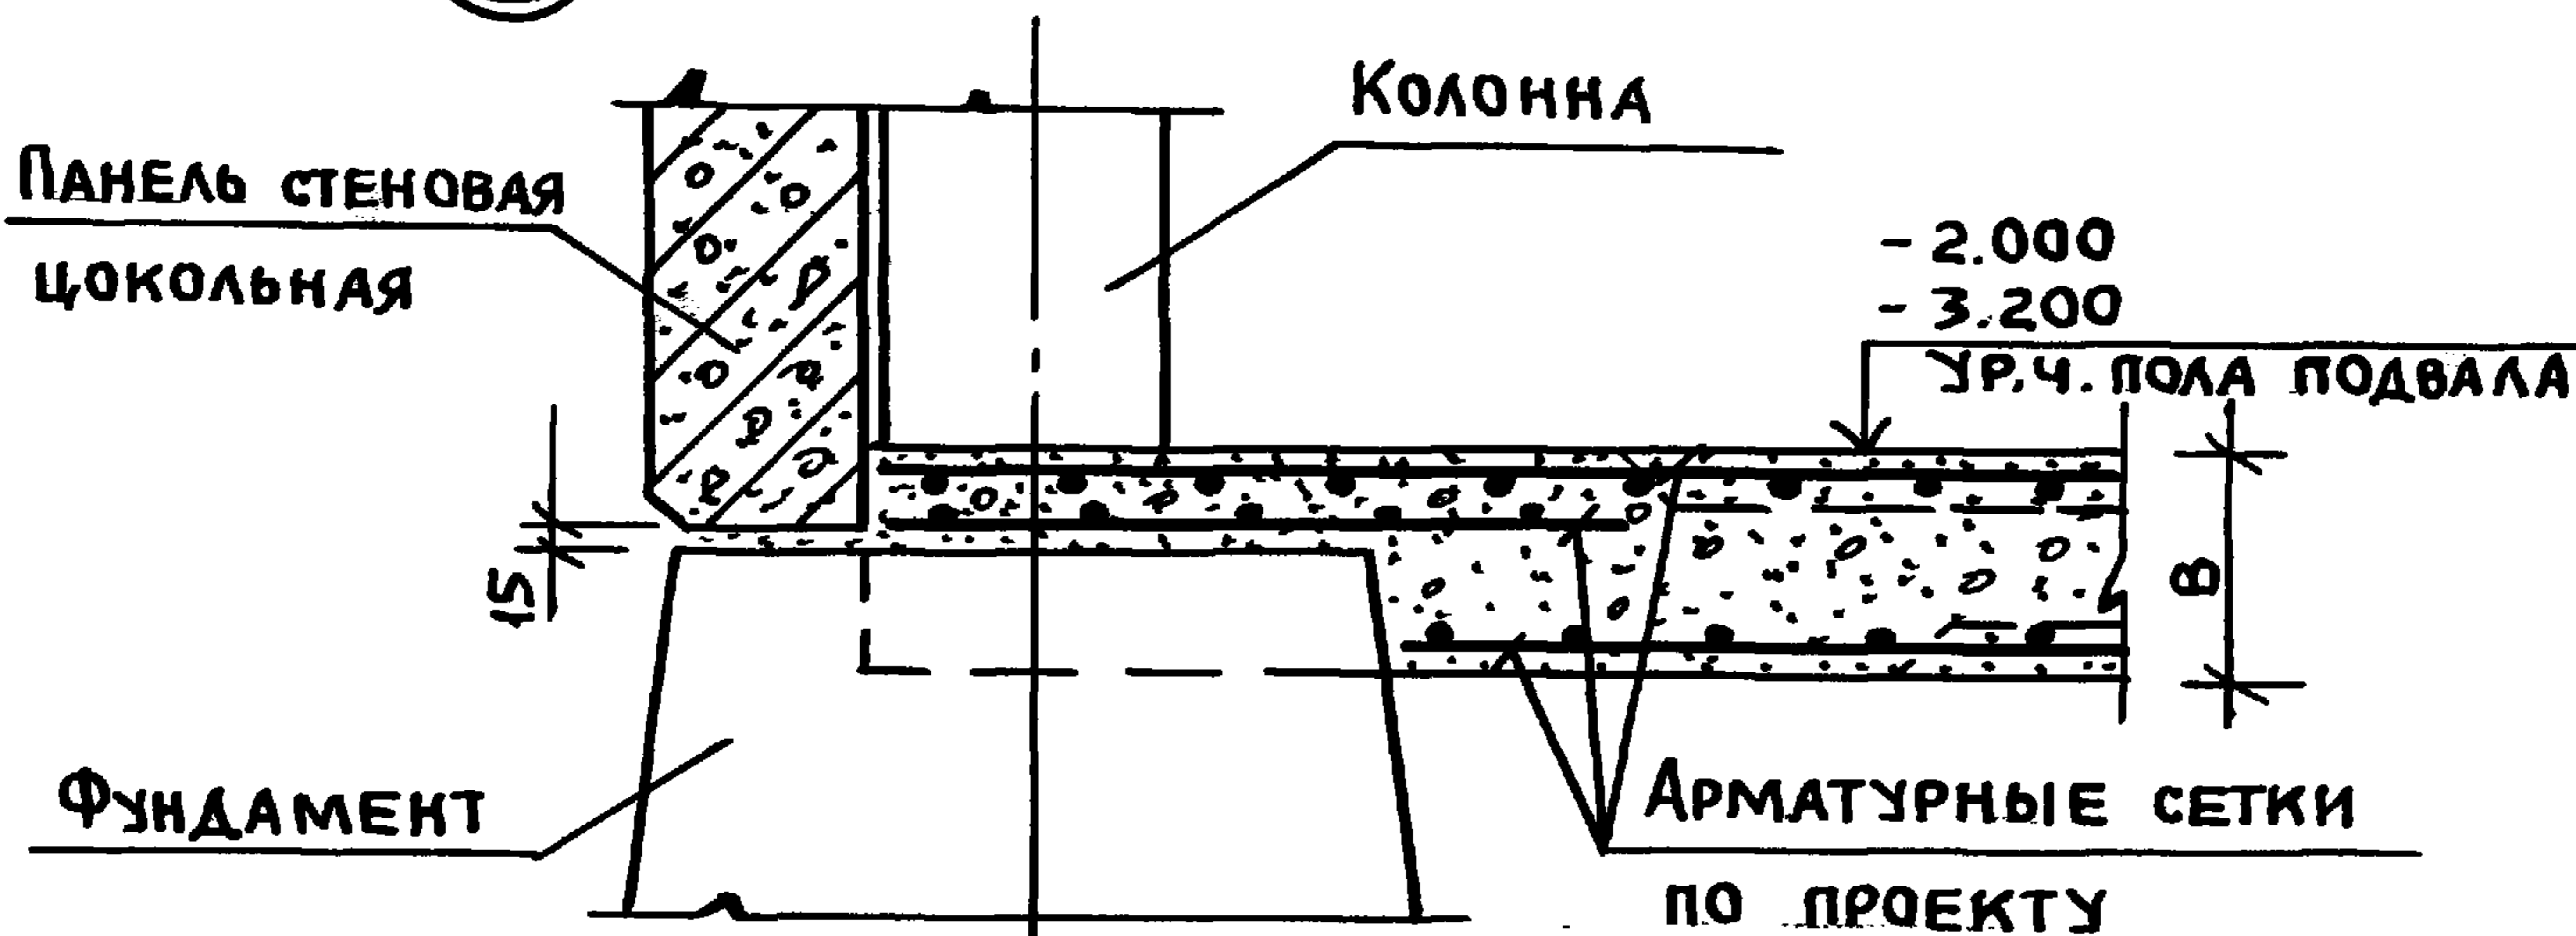 Колонна
Панель стеновая
цокольная
- 2.000
- 3.200
Ур.ч. пола подвала
15
В
Фундамент
Арматурные сетки
по проекту